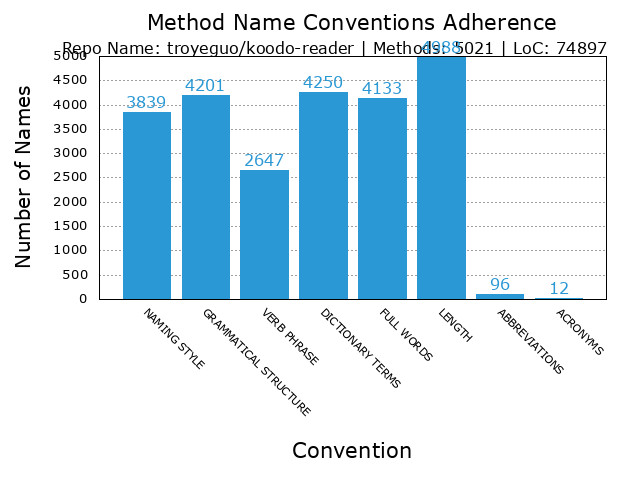 Method Name Conventions Adherence
Repo Name: troyeguo/koodo-reader | Methods: 5021 | LoC: 74897
Number of Names
5000
4500
4000
3500
3000
2500
2000
1500
1000
500
0
3839
4201
2647
4250
4133
4988
96
12
NAMING STYLE
GRAMMATICAL STRUCTURE
VERB PHRASE
DICTIONARY TERMS
FULL WORDS
LENGTH
ABBREVIATIONS
ACRONYMS
Convention